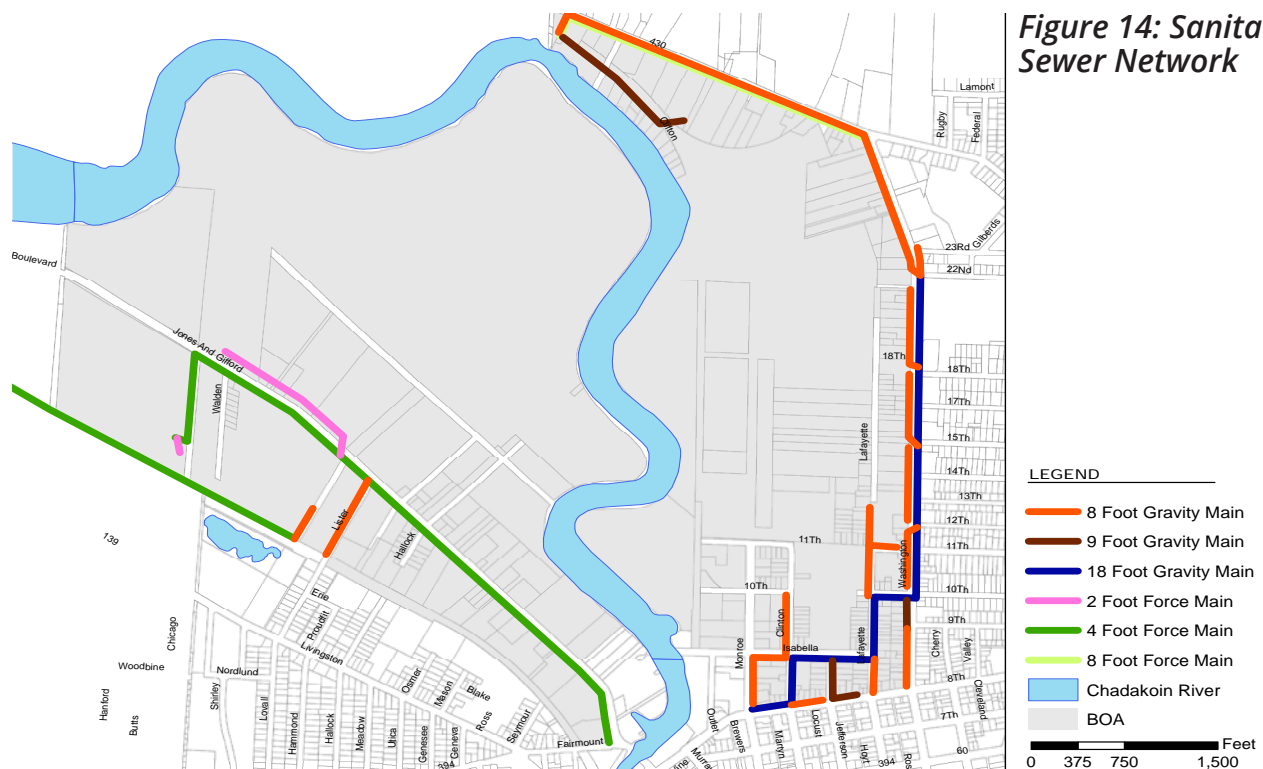 Figure 14: Sanita
Sewer Network
430
Lamont
Rugby
Federal
Clinton
Gilberds
23Rd
22Nd
Boulevard
Jones And Gifford
18Th
18Th
Walden
17Th
Lafayette
15Th
14Th
13Th
Lister
12Th
Hallock
11Th
11Th
139
Washington
10Th
10Th
Erie
Proudfit
Clinton
9Th
Chicago
Livingston
Monroe
Isabella
Lafayette
Cherry
Valley
Woodbine
Nordlund
Osmer
Mason
Blake
8Th
Cleveland
Hanford
Butts
Shirley
Lovall
Hammond
Hallock
Meadow
Utica
Genesee
Geneva
Ross
Seymour
Outer
Brewers
Martyn
Locust
Jefferson
7Th
Fairmount
394
394
60
LEGEND
8 Foot Gravity Main
9 Foot Gravity Main
18 Foot Gravity Main
2 Foot Force Main
4 Foot Force Main
8 Foot Force Main
Chadakoin River
BOA
Feet
0 375 750 1,500